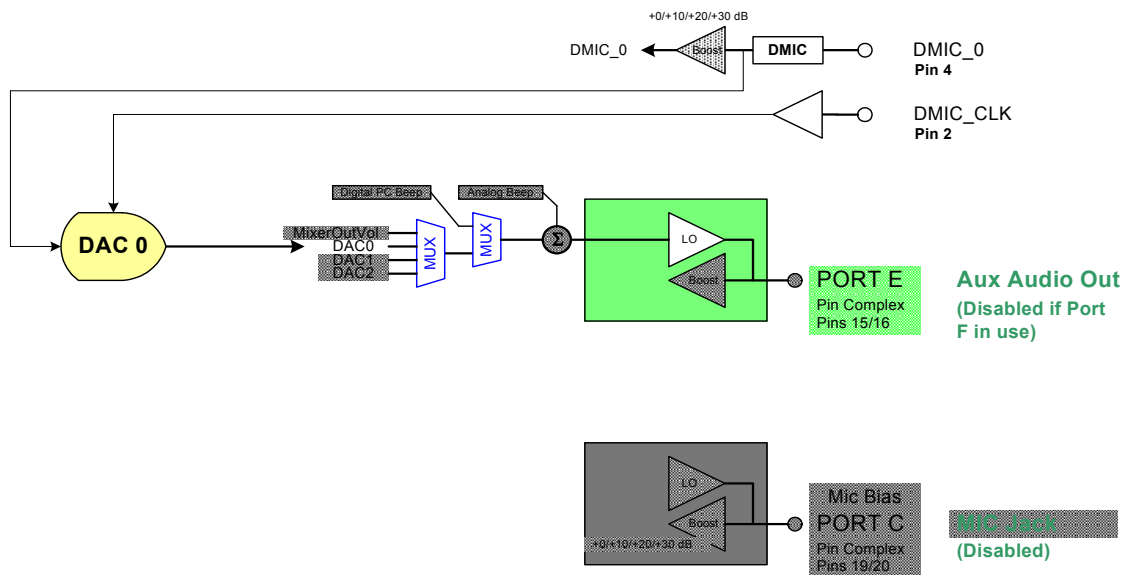 +0/+10/+20/+30 dB
DMIC_0
Boost
DMIC
DMIC_0
Pin 4
DMIC_CLK
Pin 2
Digital PC Beep
Analog Beep
DAC 0
MixerOutVol
DAC0
DAC1
DAC2
MUX
MUX
Σ
LO
Boost
PORT E
Pin Complex
Pins 15/16
Aux Audio Out
(Disabled if Port
F in use)
LO
Boost
+0/+10/+20/+30 dB
Mic Bias
PORT C
Pin Complex
Pins 19/20
MIC Jack
(Disabled)